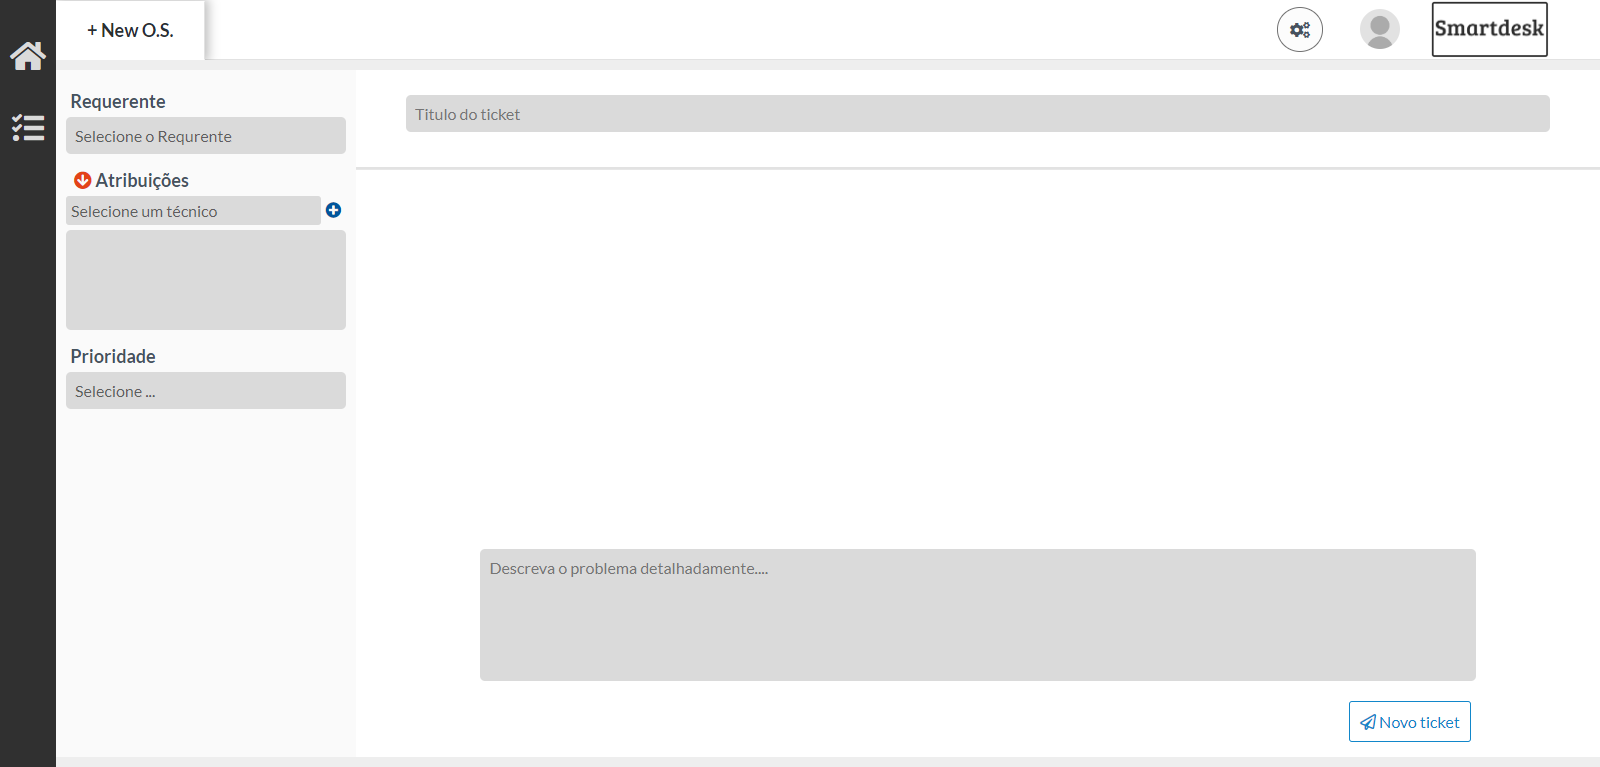 + New O.S.
Smartdesk
Requerente
Selecione o Requrente
Atribuições
Selecione um técnico
Prioridade
Selecione ...
Titulo do ticket
Descreva o problema detalhadamente....
Novo ticket